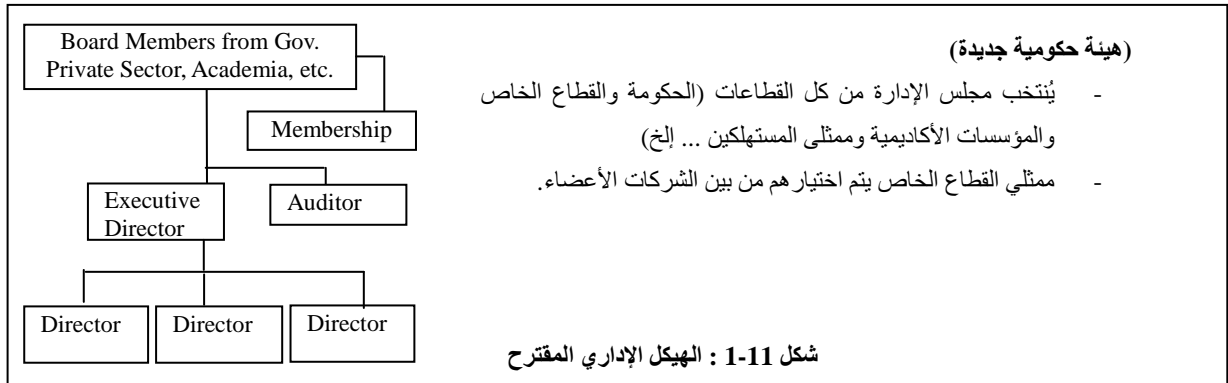 Board Members from Gov.
Private Sector, Academia, etc.
Membership
Executive
Director
Auditor
Director
Director
Director
(هيئة حكومية جديدة)
- يُنتخب مجلس الإدارة من كل القطاعات (الحكومة والقطاع الخاص
والمؤسسات الأكاديمية وممثلى المستهلكين ... إلخ)
- ممثلي القطاع الخاص يتم اختيارهم من بين الشركات الأعضاء.
شكل 11-1 : الهيكل الإداري المقترح